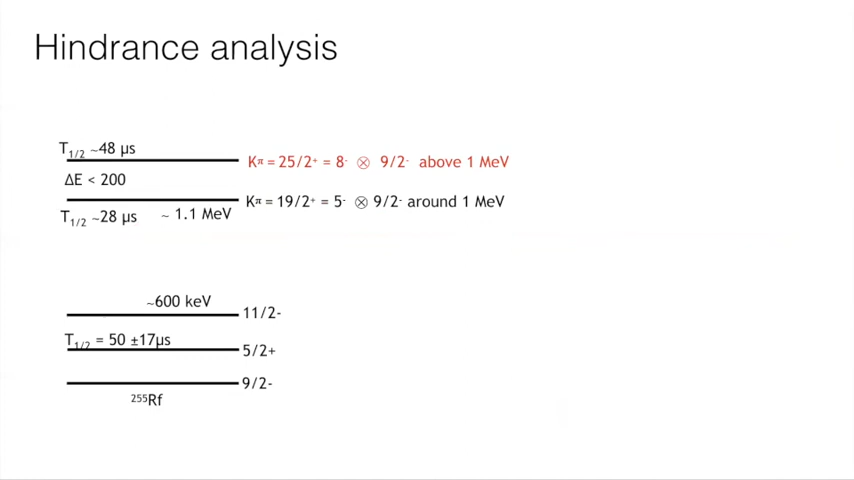 Hindrance analysis
T1/2 ~48 µs
Kπ = 25/2+ = 8- ⊗ 9/2- above 1 MeV
ΔE < 200
Kπ = 19/2+ = 5- ⊗ 9/2- around 1 MeV
T1/2 ~28 µs ~ 1.1 MeV
~600 keV
11/2-
T1/2 = 50 ±17µs
5/2+
9/2-
255Rf